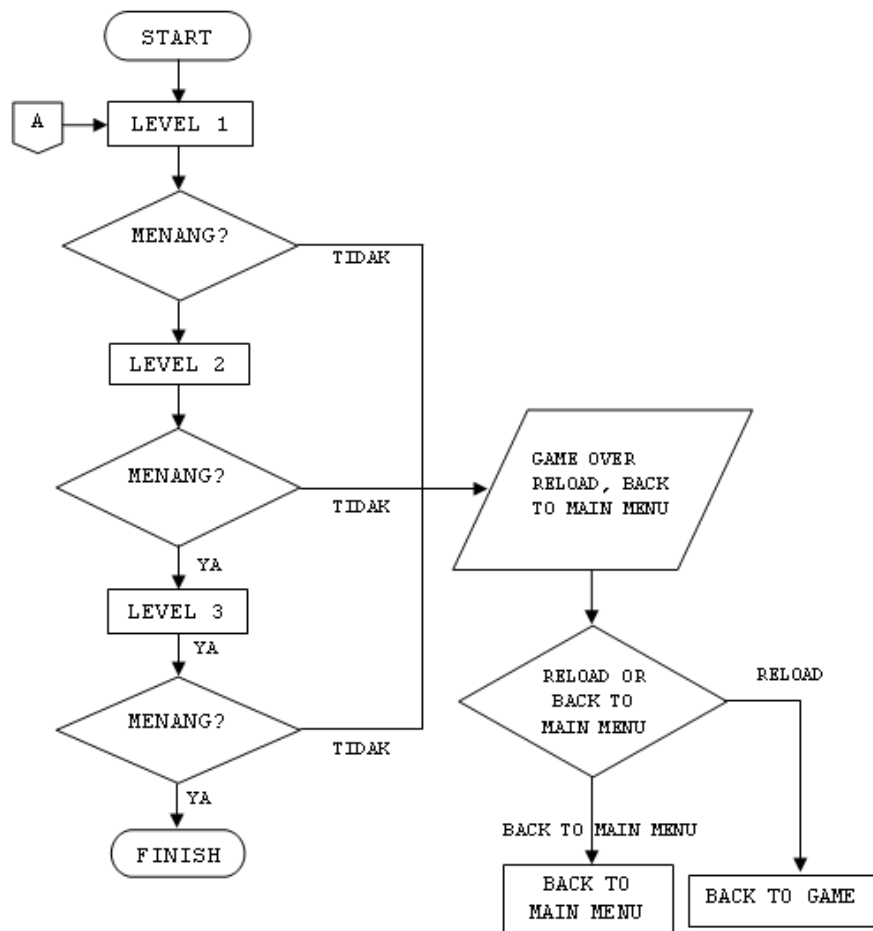 START
A
LEVEL 1
MENANG?
TIDAK
LEVEL 2
MENANG?
TIDAK
YA
LEVEL 3
YA
MENANG?
TIDAK
YA
FINISH
GAME OVER
RELOAD, BACK
TO MAIN MENU
RELOAD OR
BACK TO
MAIN MENU
RELOAD
BACK TO MAIN MENU
BACK TO
MAIN MENU
BACK TO GAME